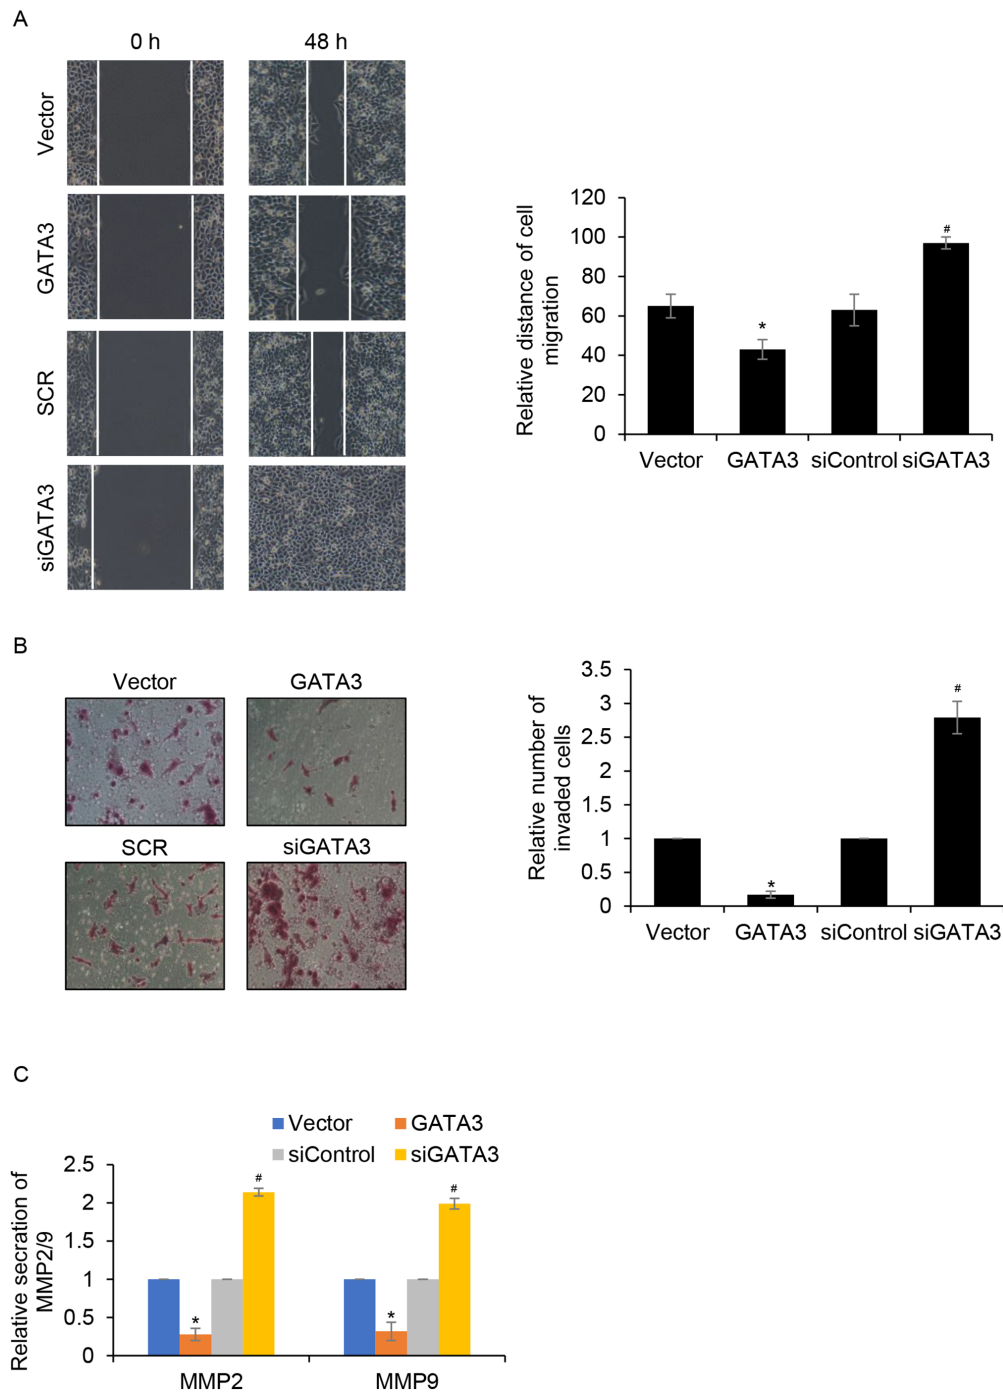 A
0 h
48 h
Vector
GATA3
SCR
siGATA3
Relative distance of cell
migration
120
100
80
60
40
20
0
*
#
Vector
GATA3
siControl
siGATA3
B
Vector
GATA3
SCR
siGATA3
Relative number of
invaded cells
3.5
3
2.5
2
1.5
1
0.5
0
*
#
Vector
GATA3
siControl
siGATA3
C
Vector
GATA3
siControl
siGATA3
Relative secration of
MMP2/9
2.5
2
1.5
1
0.5
0
*
#
*
#
MMP2
MMP9